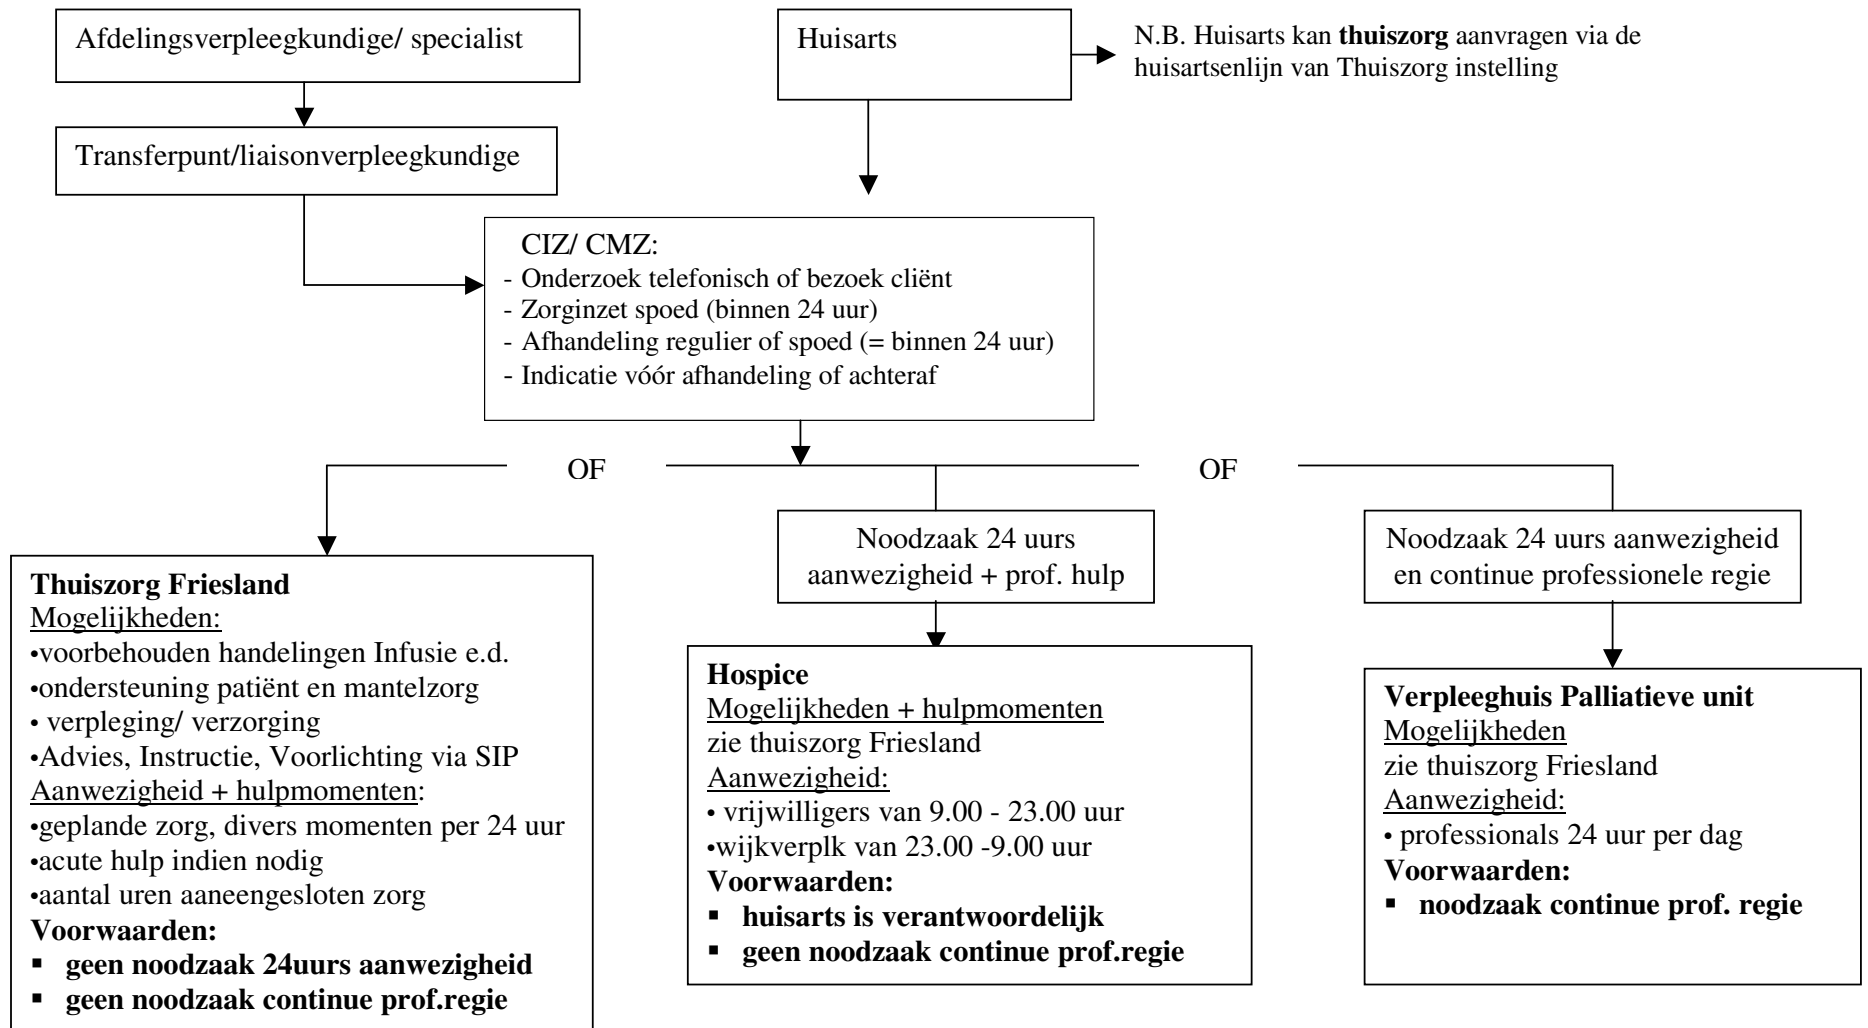 Afdelingsverpleegkundige/ specialist
Huisarts
N.B. Huisarts kan thuiszorg aanvragen via de
huisartsenlijn van Thuiszorg instelling
Transferpunt/liaisonverpleegkundige
CIZ/ CMZ:
- Onderzoek telefonisch of bezoek cliënt
- Zorginzet spoed (binnen 24 uur)
- Afhandeling regulier of spoed (= binnen 24 uur)
- Indicatie vóór afhandeling of achteraf
OF
OF
Thuiszorg Friesland
Mogelijkheden:
•voorbehouden handelingen Infusie e.d.
•ondersteuning patiënt en mantelzorg
• verpleging/ verzorging
•Advies, Instructie, Voorlichting via SIP
Aanwezigheid + hulpmomenten:
•geplande zorg, divers momenten per 24 uur
•acute hulp indien nodig
•aantal uren aaneengesloten zorg
Voorwaarden:
▪ geen noodzaak 24uurs aanwezigheid
▪ geen noodzaak continue prof.regie
Noodzaak 24 uurs
aanwezigheid + prof. hulp
Hospice
Mogelijkheden + hulpmomenten
zie thuiszorg Friesland
Aanwezigheid:
• vrijwilligers van 9.00 - 23.00 uur
•wijkverplk van 23.00 -9.00 uur
Voorwaarden:
▪ huisarts is verantwoordelijk
▪ geen noodzaak continue prof.regie
Noodzaak 24 uurs aanwezigheid
en continue professionele regie
Verpleeghuis Palliatieve unit
Mogelijkheden
zie thuiszorg Friesland
Aanwezigheid:
• professionals 24 uur per dag
Voorwaarden:
▪ noodzaak continue prof. regie